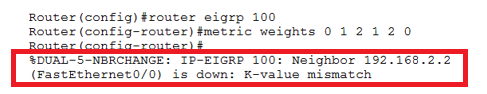 Router(config)#router eigrp 100
Router(config-router)#metric weights 0 1 2 1 2 0
Router(config-router)#
%DUAL-5-NBRCHANGE: IP-EIGRP 100: Neighbor 192.168.2.2
(FastEthernet0/0) is down: K-value mismatch